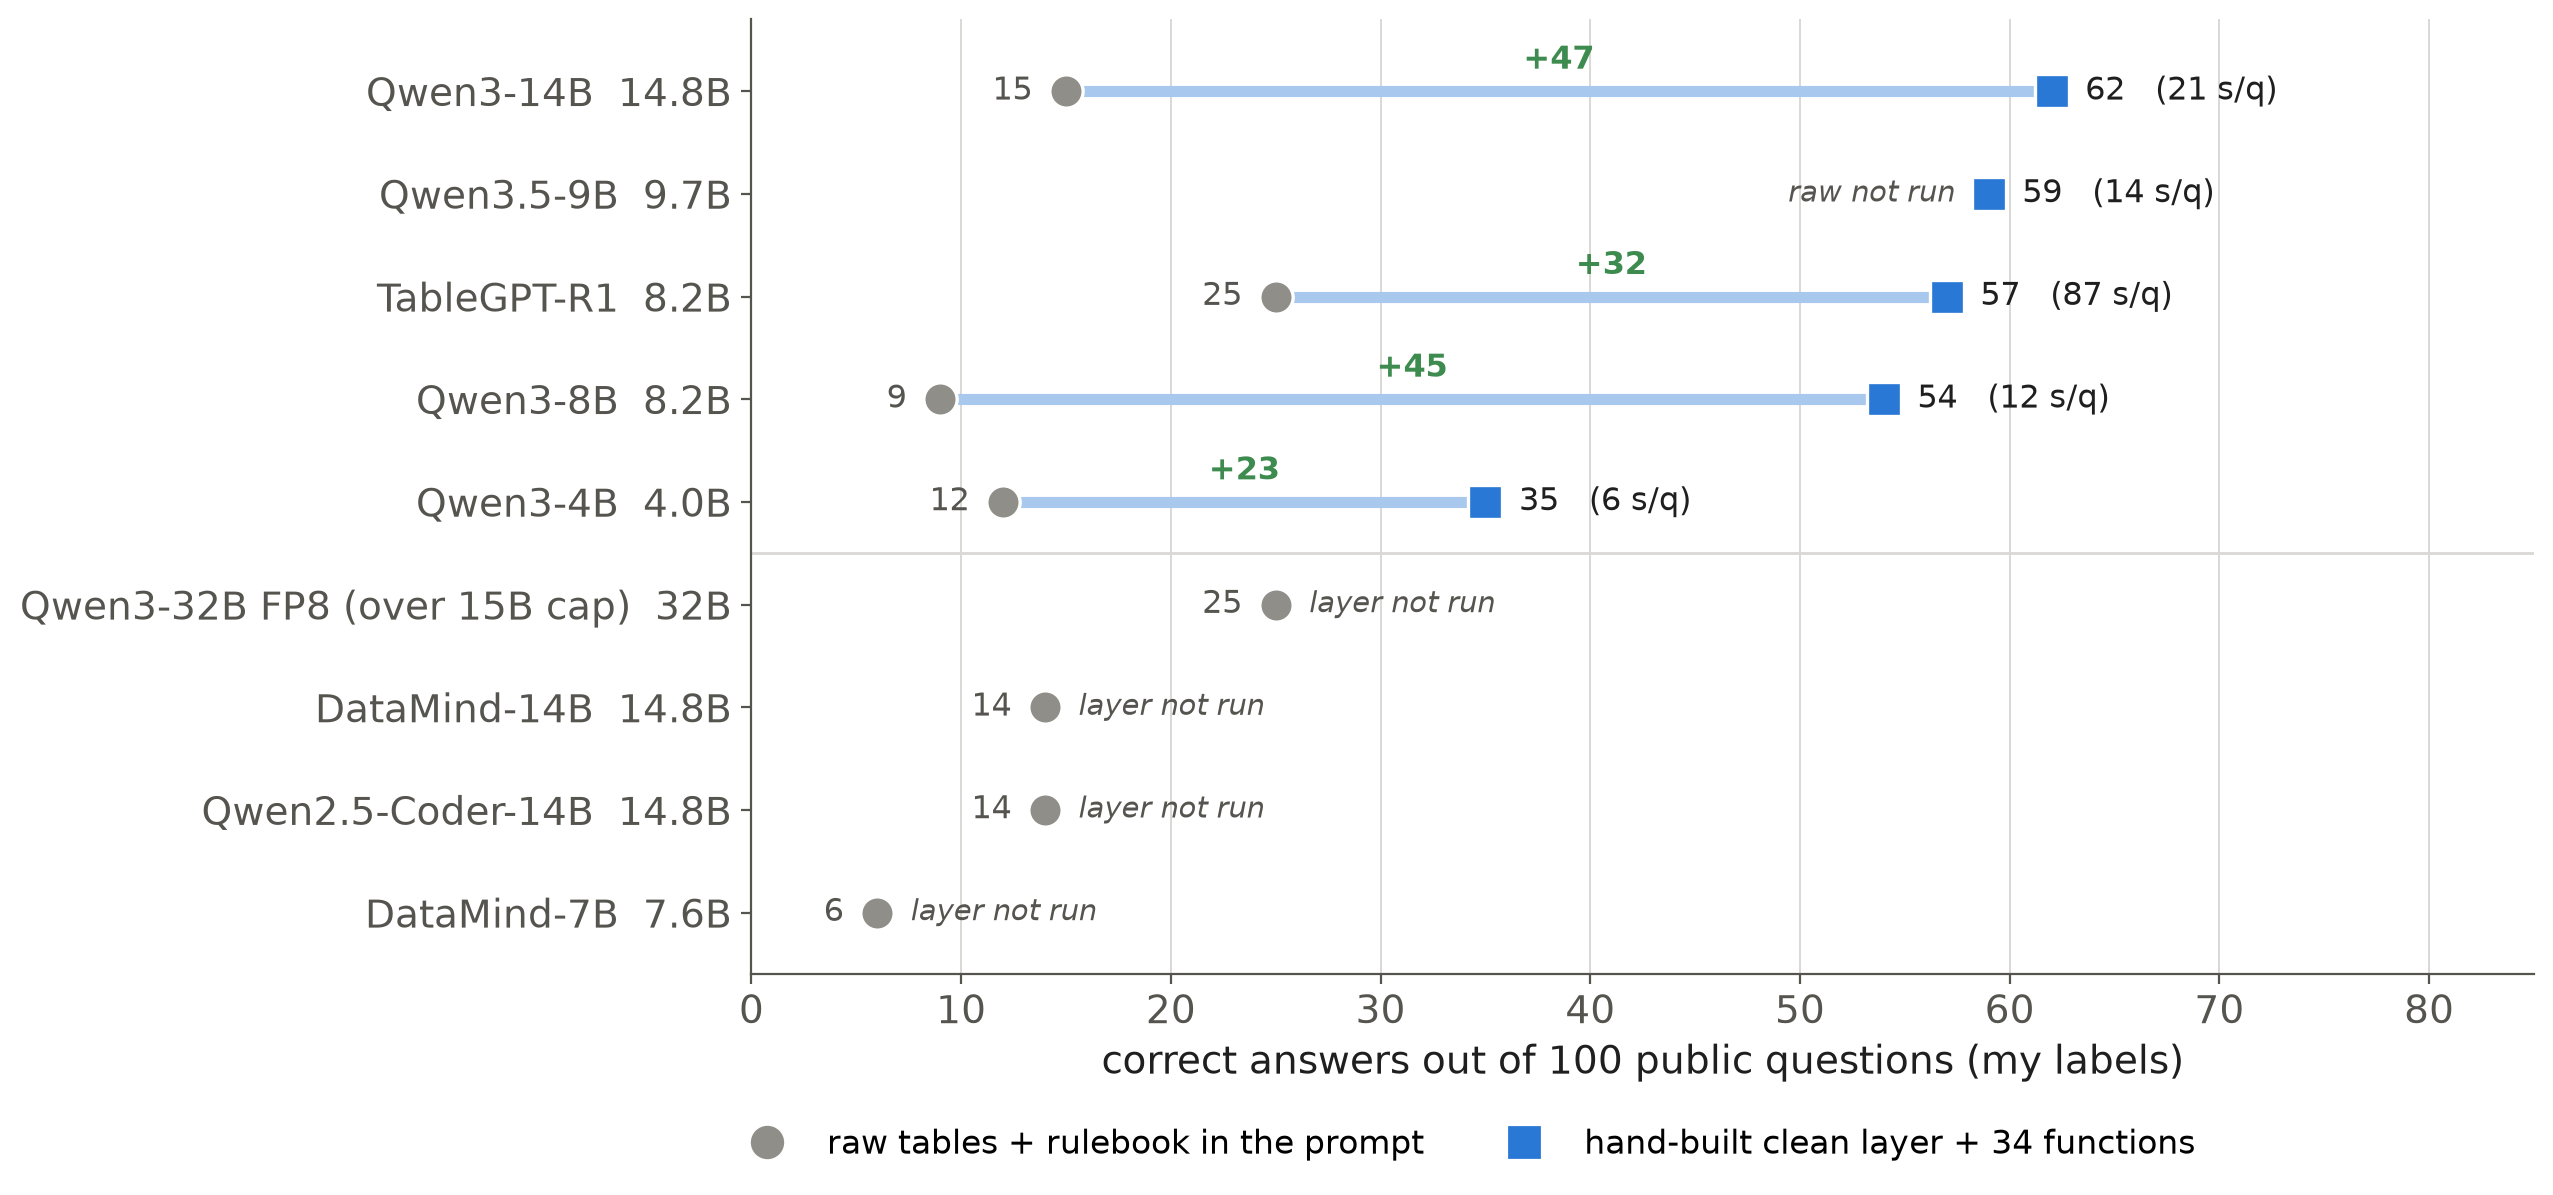 +47
Qwen3-14B 14.8B 15 62 (21 s/q)
Qwen3.5-9B 9.7B raw not run 59 (14 s/q)
+32
TableGPT-R1 8.2B 25 57 (87 s/q)
+45
Qwen3-8B 8.2B 9 54 (12 s/q)
+23
Qwen3-4B 4.0B 12 35 (6 s/q)
Qwen3-32B FP8 (over 15B cap) 32B 25 layer not run
DataMind-14B 14.8B 14 layer not run
Qwen2.5-Coder-14B 14.8B 14 layer not run
DataMind-7B 7.6B 6 layer not run
0 10 20 30 40 50 60 70 80
correct answers out of 100 public questions (my labels)
raw tables + rulebook in the prompt hand-built clean layer + 34 functions